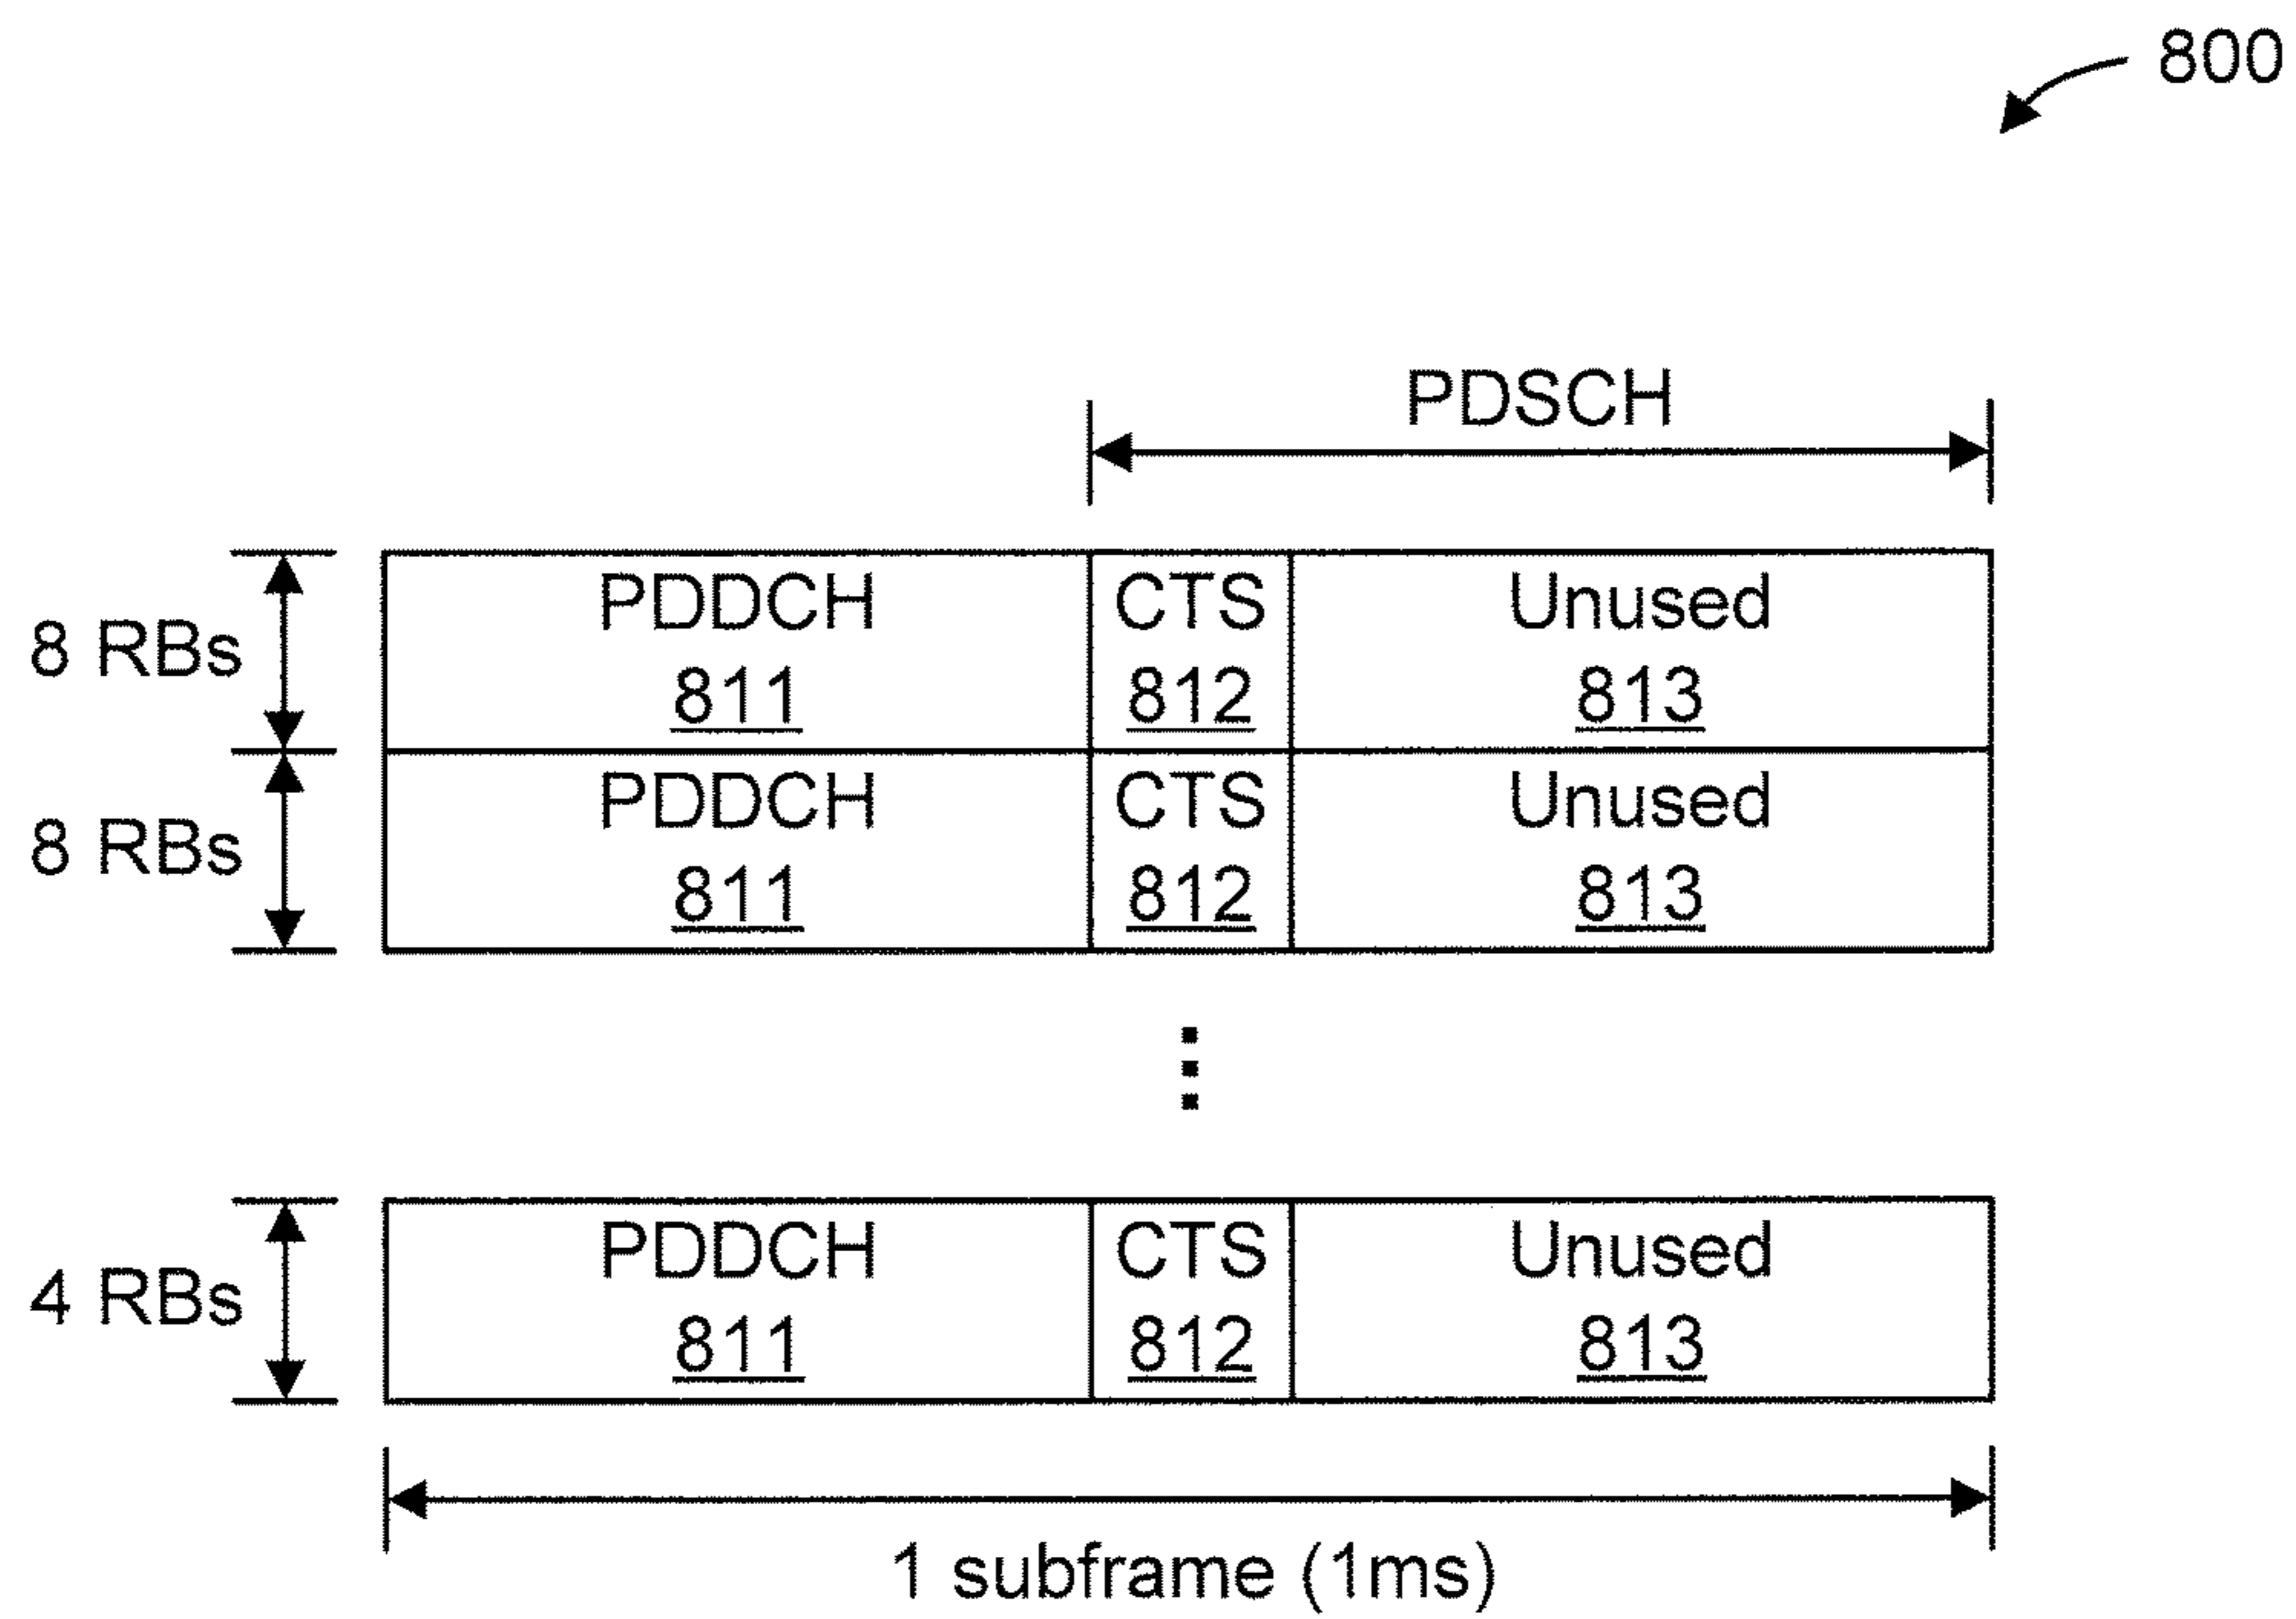 800
PDSCH
8 RBs
PDDCH CTS Unused
811 812 813
8 RBs
PDDCH CTS Unused
811 812 813
4 RBs
PDDCH CTS Unused
811 812 813
1 subframe (1ms)